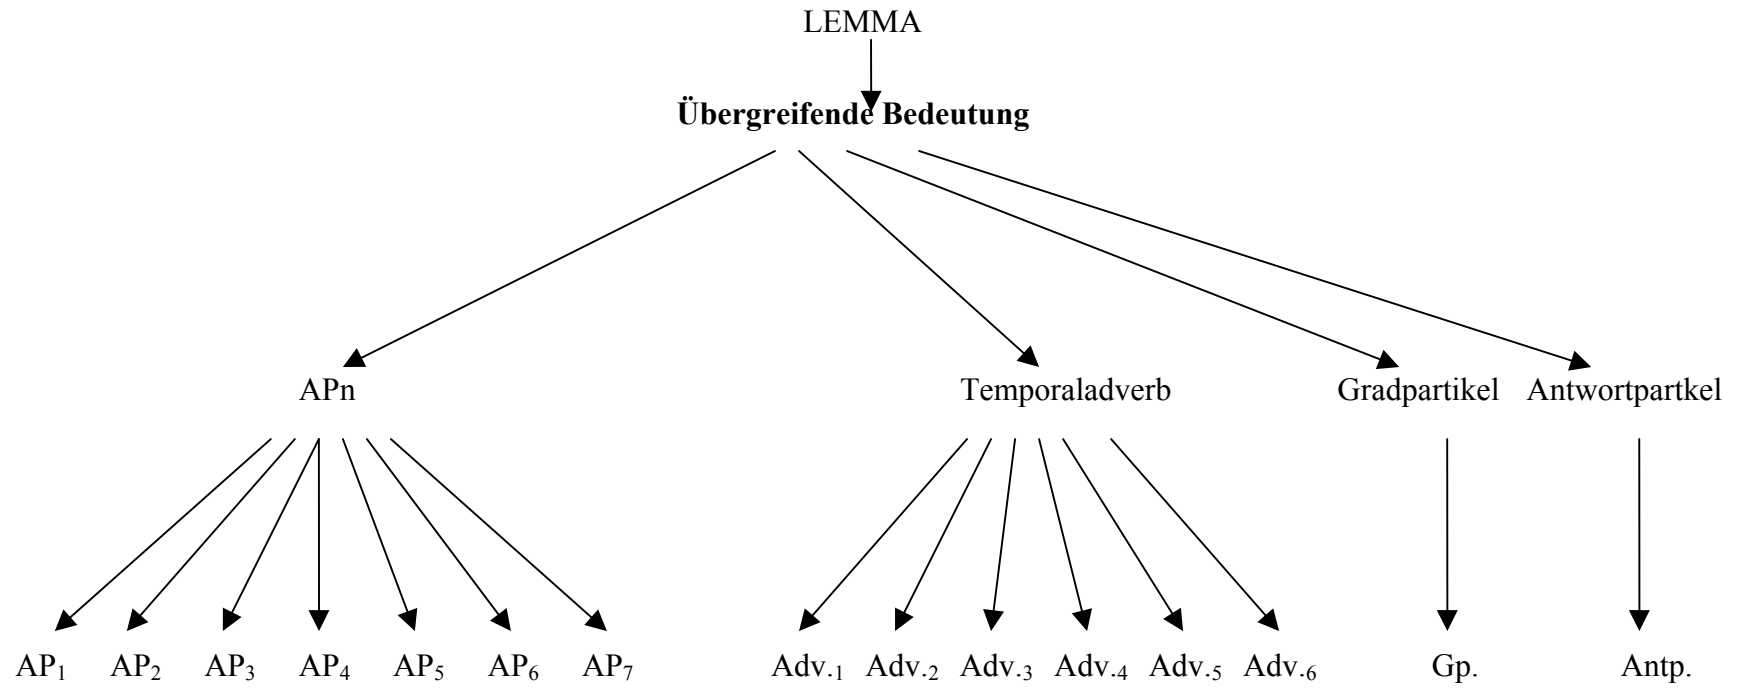 LEMMA
Übergreifende Bedeutung
APn Temporaladverb Gradpartikel Antwortpartkel
AP₁ AP₂ AP₃ AP₄ AP₅ AP₆ AP₇ Adv.₁ Adv.₂ Adv.₃ Adv.₄ Adv.₅ Adv.₆ Gp. Antp.